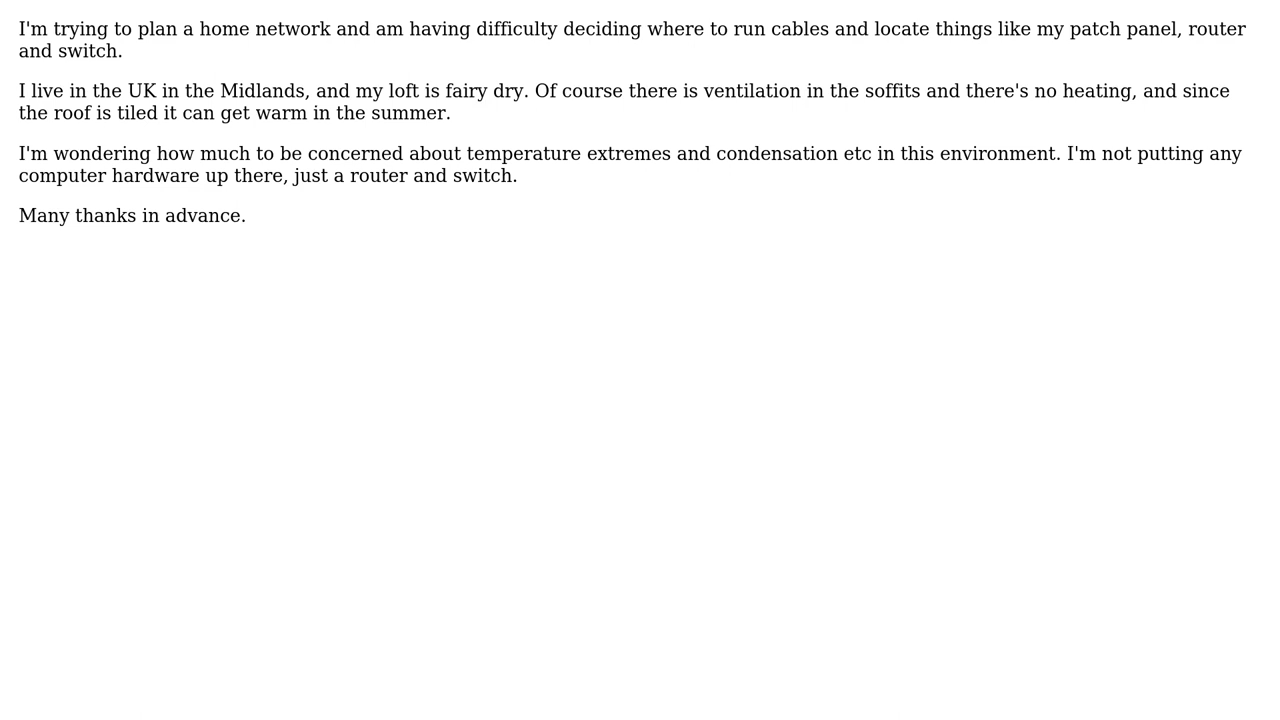 I'm trying to plan a home network and am having difficulty deciding where to run cables and locate things like my patch panel, router
and switch.
I live in the UK in the Midlands, and my loft is fairy dry. Of course there is ventilation in the soffits and there's no heating, and since
the roof is tiled it can get warm in the summer.
I'm wondering how much to be concerned about temperature extremes and condensation etc in this environment. I'm not putting any
computer hardware up there, just a router and switch.
Many thanks in advance.